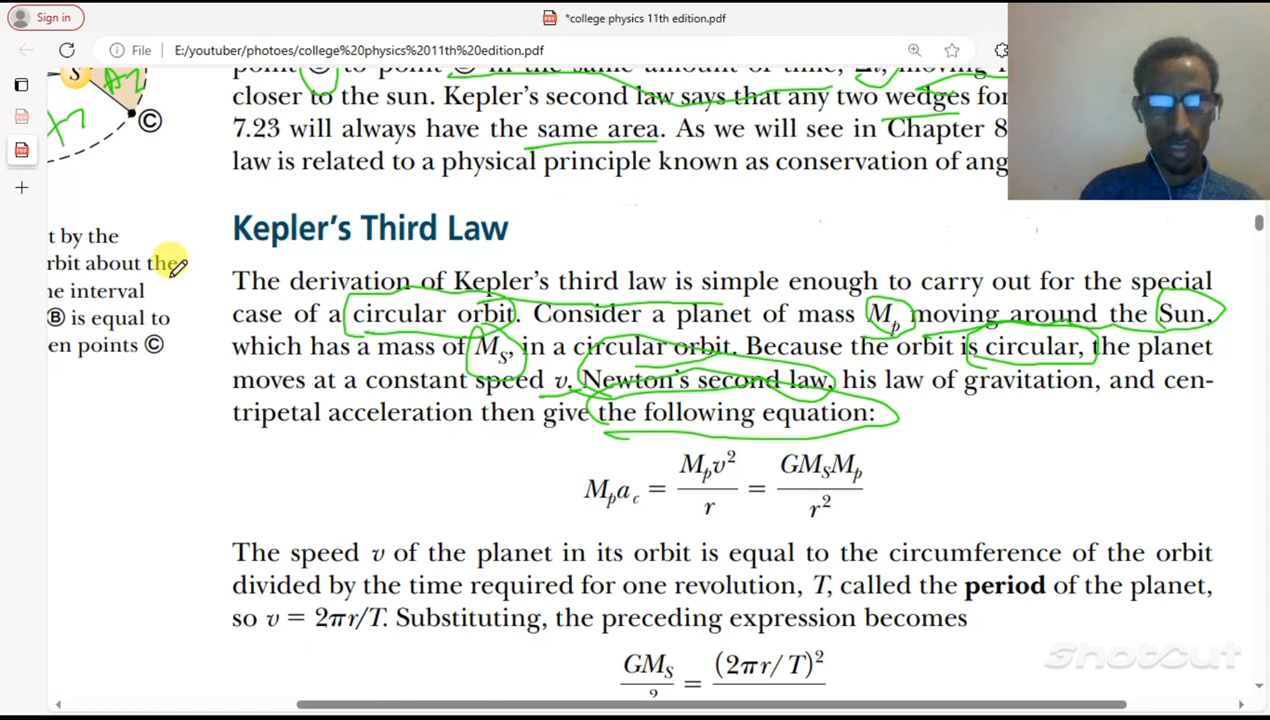 Sign in
*college physics 11th edition.pdf
File E:/youtuber/photoes/college%20physics%2011th%20edition.pdf
closer to the sun. Kepler's second law says that any two wedges
7.23 will always have the same area. As we will see in Chapter 8
law is related to a physical principle known as conservation of
S
A2
Ⓒ
t by the
rbit about the
interval
Ⓑ is equal to
en points Ⓒ
Kepler's Third Law
The derivation of Kepler's third law is simple enough to carry out for the special
case of a circular orbit. Consider a planet of mass Mp moving around the Sun,
which has a mass of MS, in a circular orbit. Because the orbit is circular, the planet
moves at a constant speed v. Newton's second law, his law of gravitation, and cen-
tripetal acceleration then give the following equation:
Mpac = Mpv²/r = GMSMp/r²
The speed v of the planet in its orbit is equal to the circumference of the orbit
divided by the time required for one revolution, T, called the period of the planet,
so v = 2πr/T. Substituting, the preceding expression becomes
GMS = (2πr/T)²
shotcut